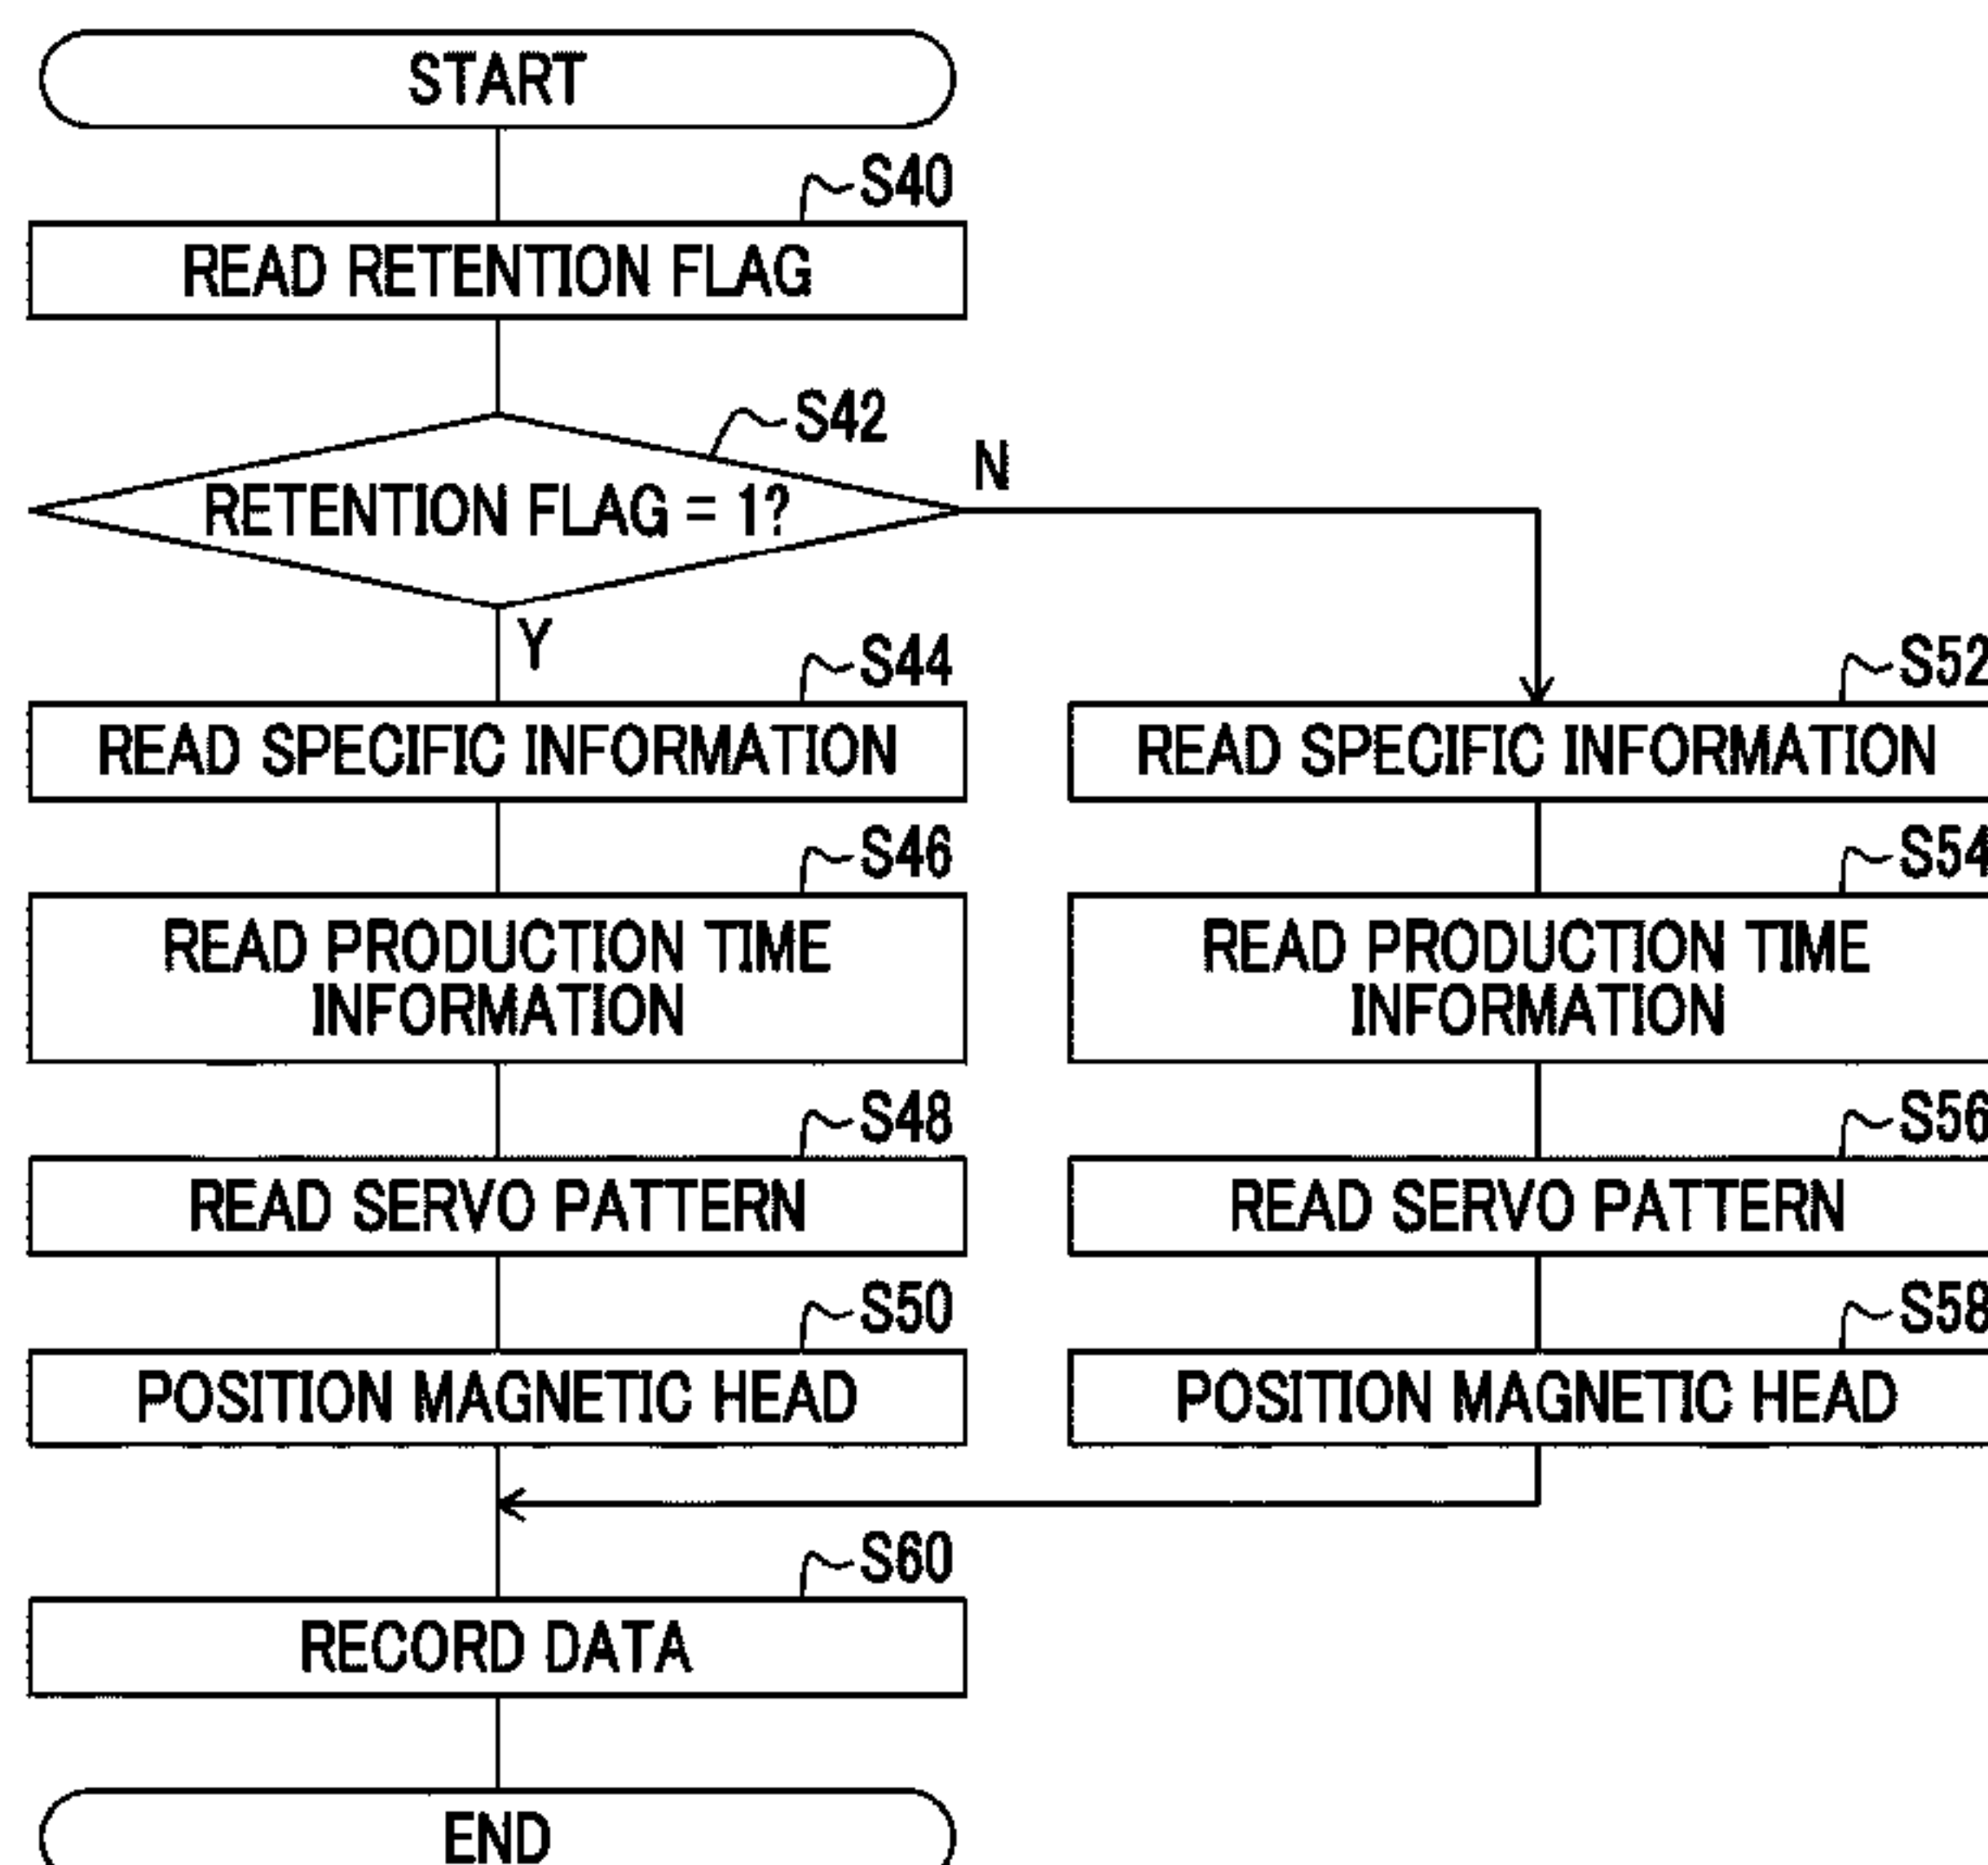 START
S40
READ RETENTION FLAG
S42
RETENTION FLAG = 1?
N
Y
S44
READ SPECIFIC INFORMATION
S46
READ PRODUCTION TIME
INFORMATION
S48
READ SERVO PATTERN
S50
POSITION MAGNETIC HEAD
S52
READ SPECIFIC INFORMATION
S54
READ PRODUCTION TIME
INFORMATION
S56
READ SERVO PATTERN
S58
POSITION MAGNETIC HEAD
S60
RECORD DATA
END